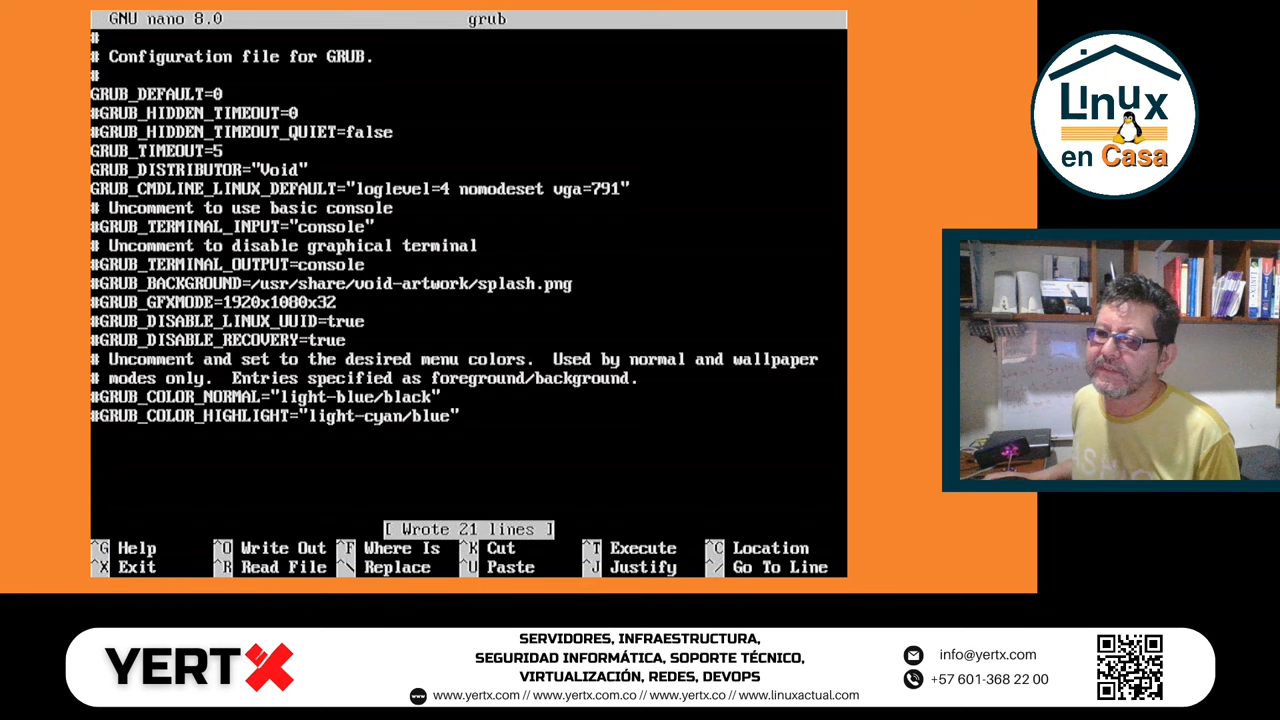 GNU nano 8.0 grub
#
# Configuration file for GRUB.
#
GRUB_DEFAULT=0
#GRUB_HIDDEN_TIMEOUT=0
#GRUB_HIDDEN_TIMEOUT_QUIET=false
GRUB_TIMEOUT=5
GRUB_DISTRIBUTOR="Void"
GRUB_CMDLINE_LINUX_DEFAULT="loglevel=4 nomodeset vga=791"
# Uncomment to use basic console
#GRUB_TERMINAL_INPUT="console"
# Uncomment to disable graphical terminal
#GRUB_TERMINAL_OUTPUT=console
#GRUB_BACKGROUND=/usr/share/void-artwork/splash.png
#GRUB_GFXMODE=1920x1080x32
#GRUB_DISABLE_LINUX_UUID=true
#GRUB_DISABLE_RECOVERY=true
# Uncomment and set to the desired menu colors.  Used by normal and wallpaper
# modes only.  Entries specified as foreground/background.
#GRUB_COLOR_NORMAL="light-blue/black"
#GRUB_COLOR_HIGHLIGHT="light-cyan/blue"
[ Wrote 21 lines ]
^G Help ^O Write Out ^F Where Is ^K Cut ^T Execute ^C Location
^X Exit ^R Read File ^\ Replace ^U Paste ^J Justify ^/ Go To Line
LInux
en Casa
YERTX
SERVIDORES, INFRAESTRUCTURA,
SEGURIDAD INFORMÁTICA, SOPORTE TÉCNICO,
VIRTUALIZACIÓN, REDES, DEVOPS
www.yertx.com // www.yertx.com.co // www.yertx.co // www.linuxactual.com
info@yertx.com
+57 601-368 22 00